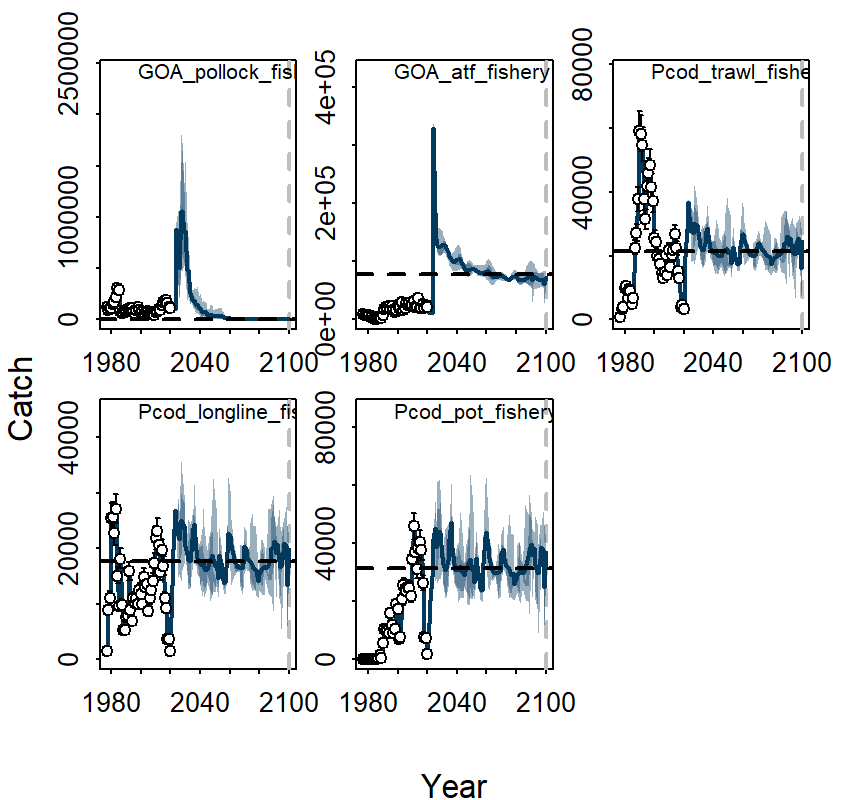 GOA_pollock_fis
GOA_atf_fishery
Pcod_trawl_fishe
2500000
1000000
0
4e+05
2e+05
0e+00
80000
40000
0
1980 2040 2100
1980 2040 2100
1980 2040 2100
Catch
Pcod_longline_fis
Pcod_pot_fishery
40000
20000
0
80000
40000
0
1980 2040 2100
1980 2040 2100
Year